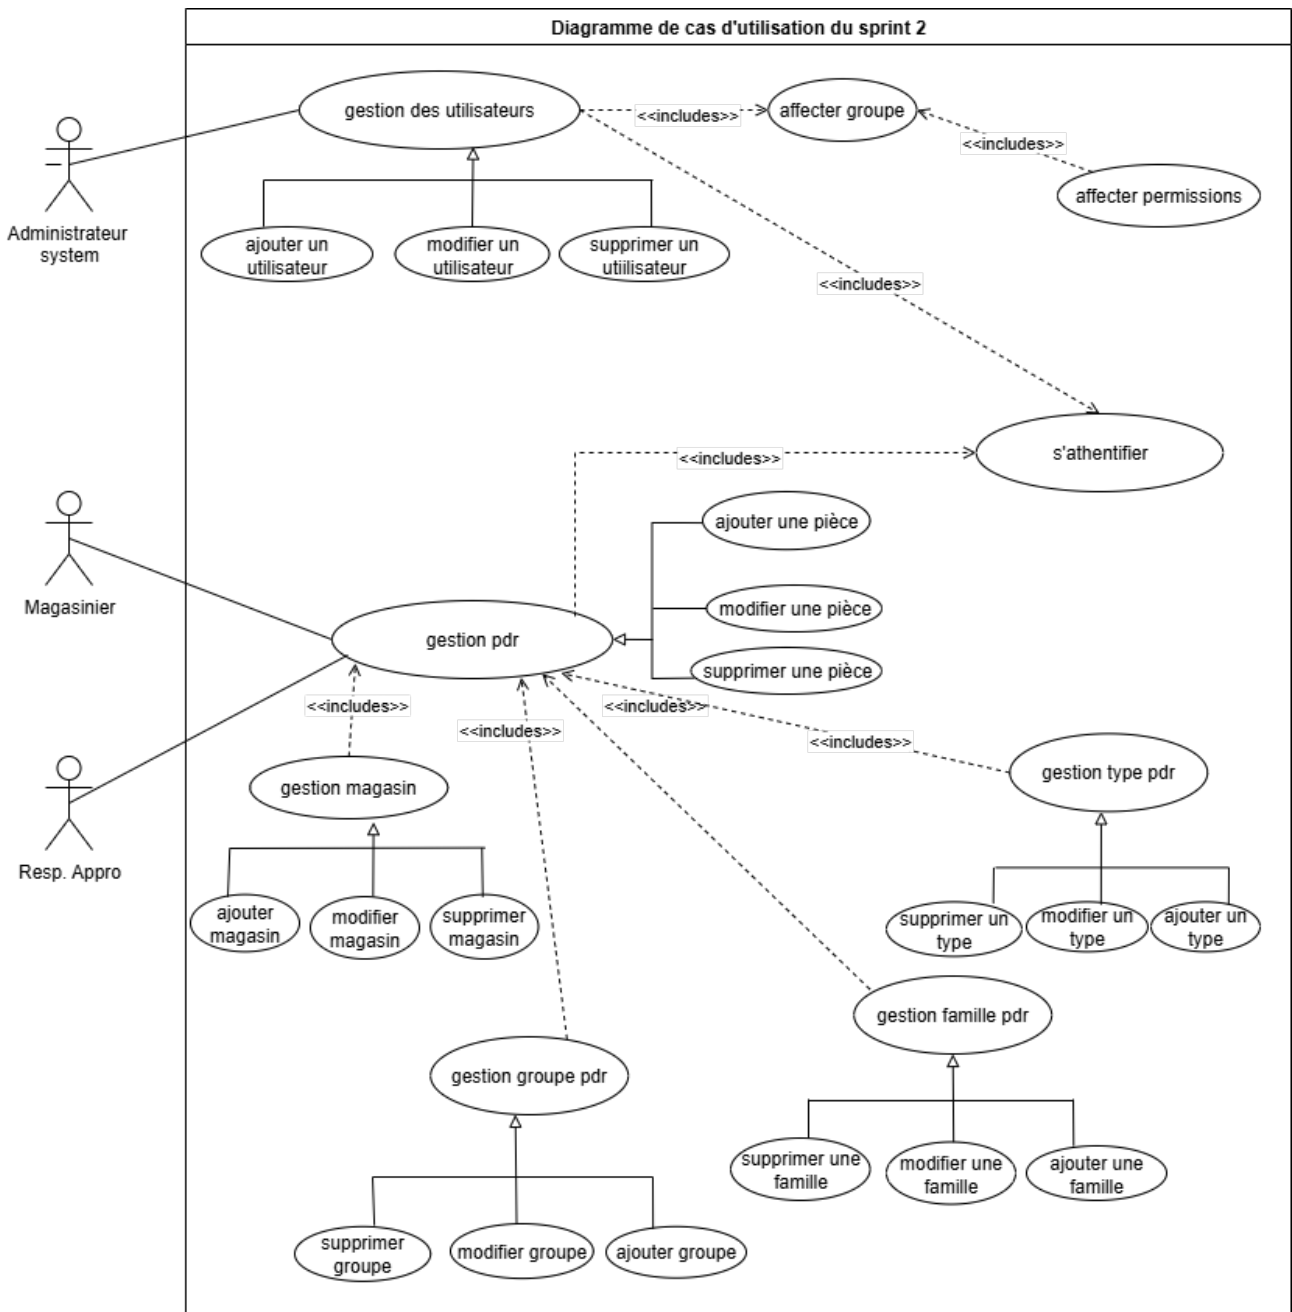 Diagramme de cas d'utilisation du sprint 2
gestion des utilisateurs
<<includes>>
affecter groupe
<<includes>>
affecter permissions
Administrateur
system
ajouter un
utilisateur
modifier un
utilisateur
supprimer un
utiilisateur
<<includes>>
s'athentifier
<<includes>>
ajouter une pièce
Magasinier
modifier une pièce
gestion pdr
supprimer une pièce
<<includes>>
<<includes>>
<<includes>>
<<includes>>
gestion type pdr
gestion magasin
Resp. Appro
ajouter
magasin
modifier
magasin
supprimer
magasin
supprimer un
type
modifier un
type
ajouter un
type
gestion famille pdr
gestion groupe pdr
supprimer une
famille
modifier une
famille
ajouter une
famille
supprimer
groupe
modifier groupe
ajouter groupe